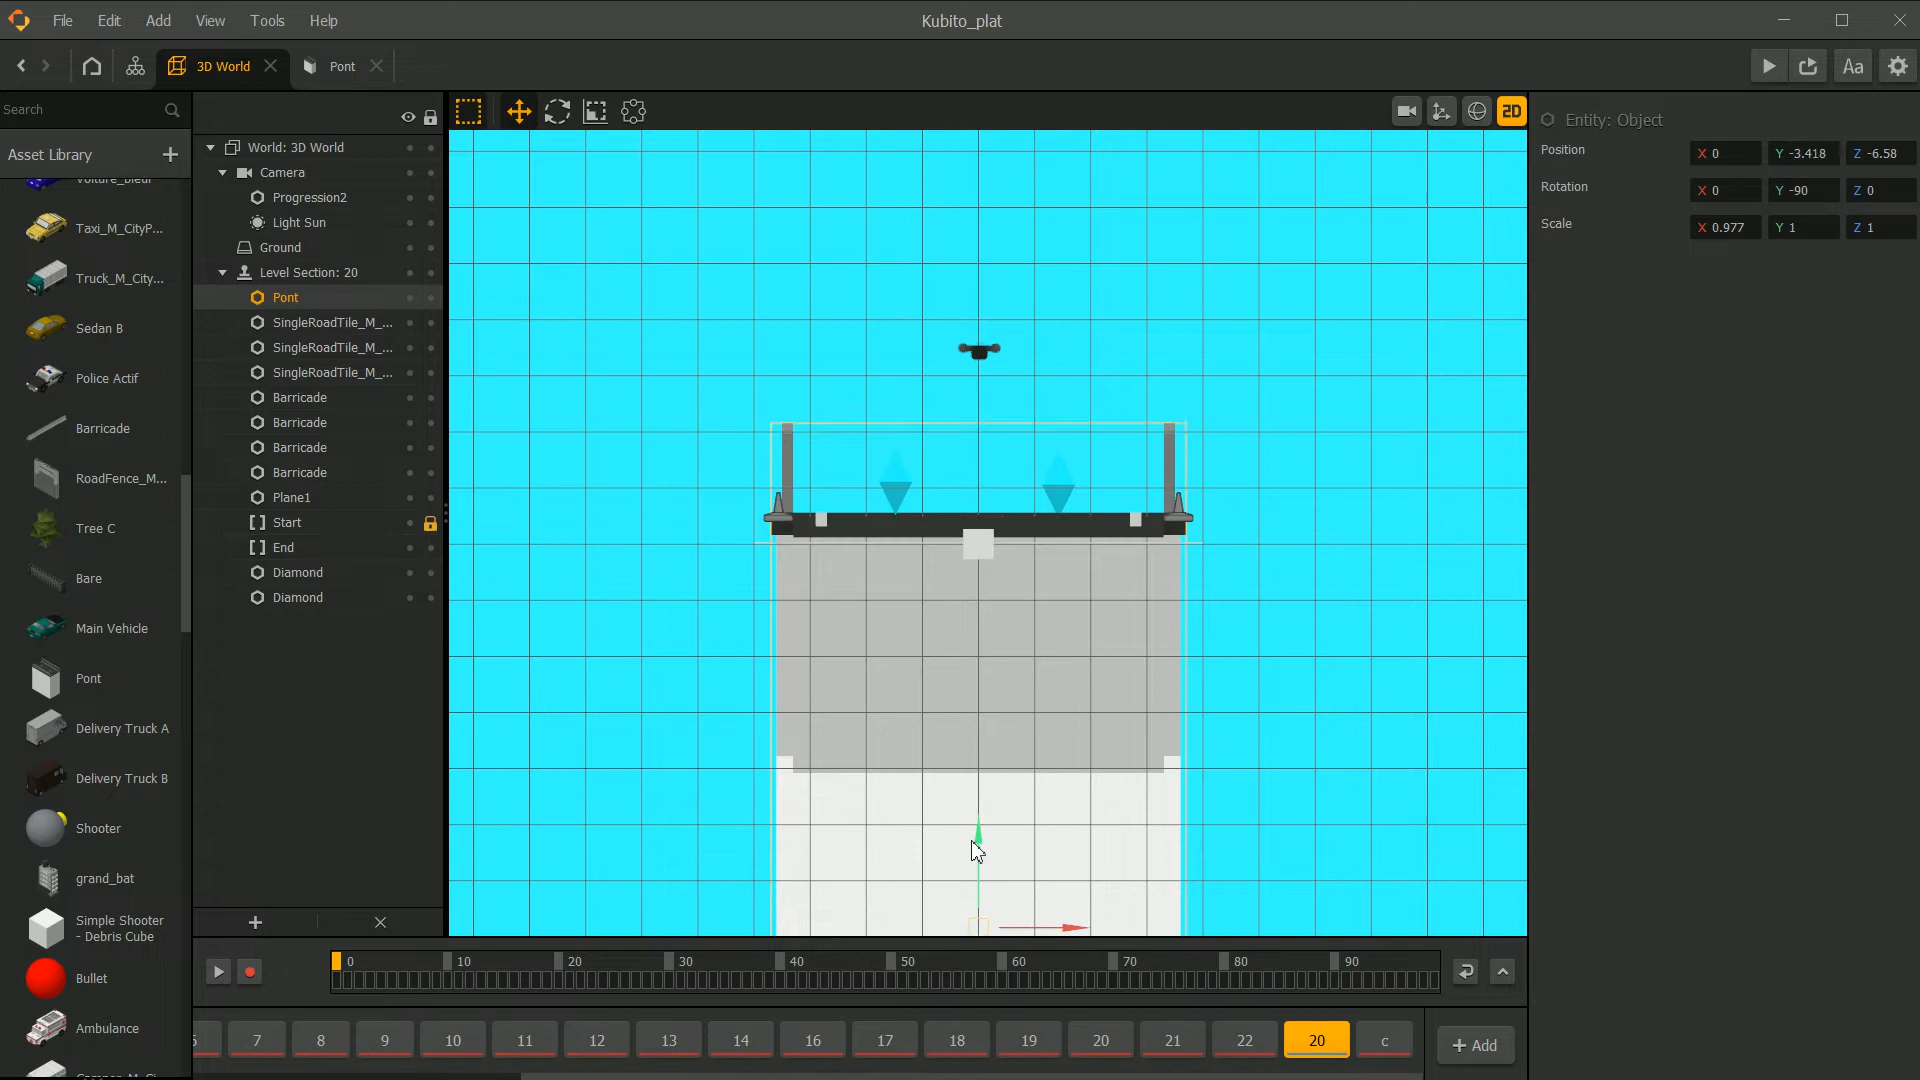 File Edit View Tools Help
Kubito_plat
3D World
Pont
Aa
Search
Asset Library
Voiture_bleur
Taxi_M_CityP...
Truck_M_City...
Sedan B
Police Actif
Barricade
RoadFence_M...
Tree C
Bare
Main Vehicle
Pont
Delivery Truck A
Delivery Truck B
Shooter
grand_bat
Simple Shooter
- Debris Cube
Bullet
Ambulance
World: 3D World
Camera
Progression2
Light Sun
Ground
Level Section: 20
Pont
SingleRoadTile_M_...
SingleRoadTile_M_...
SingleRoadTile_M_...
Barricade
Barricade
Barricade
Barricade
Plane1
Start
End
Diamond
Diamond
2D
Entity: Object
Position X 0 Y -3.418 Z -6.58
Rotation X 0 Y -90 Z 0
Scale X 0.977 Y 1 Z 1
0 10 20 30 40 50 60 70 80 90
7 8 9 10 11 12 13 14 16 17 18 19 20 21 22 20 c
Add